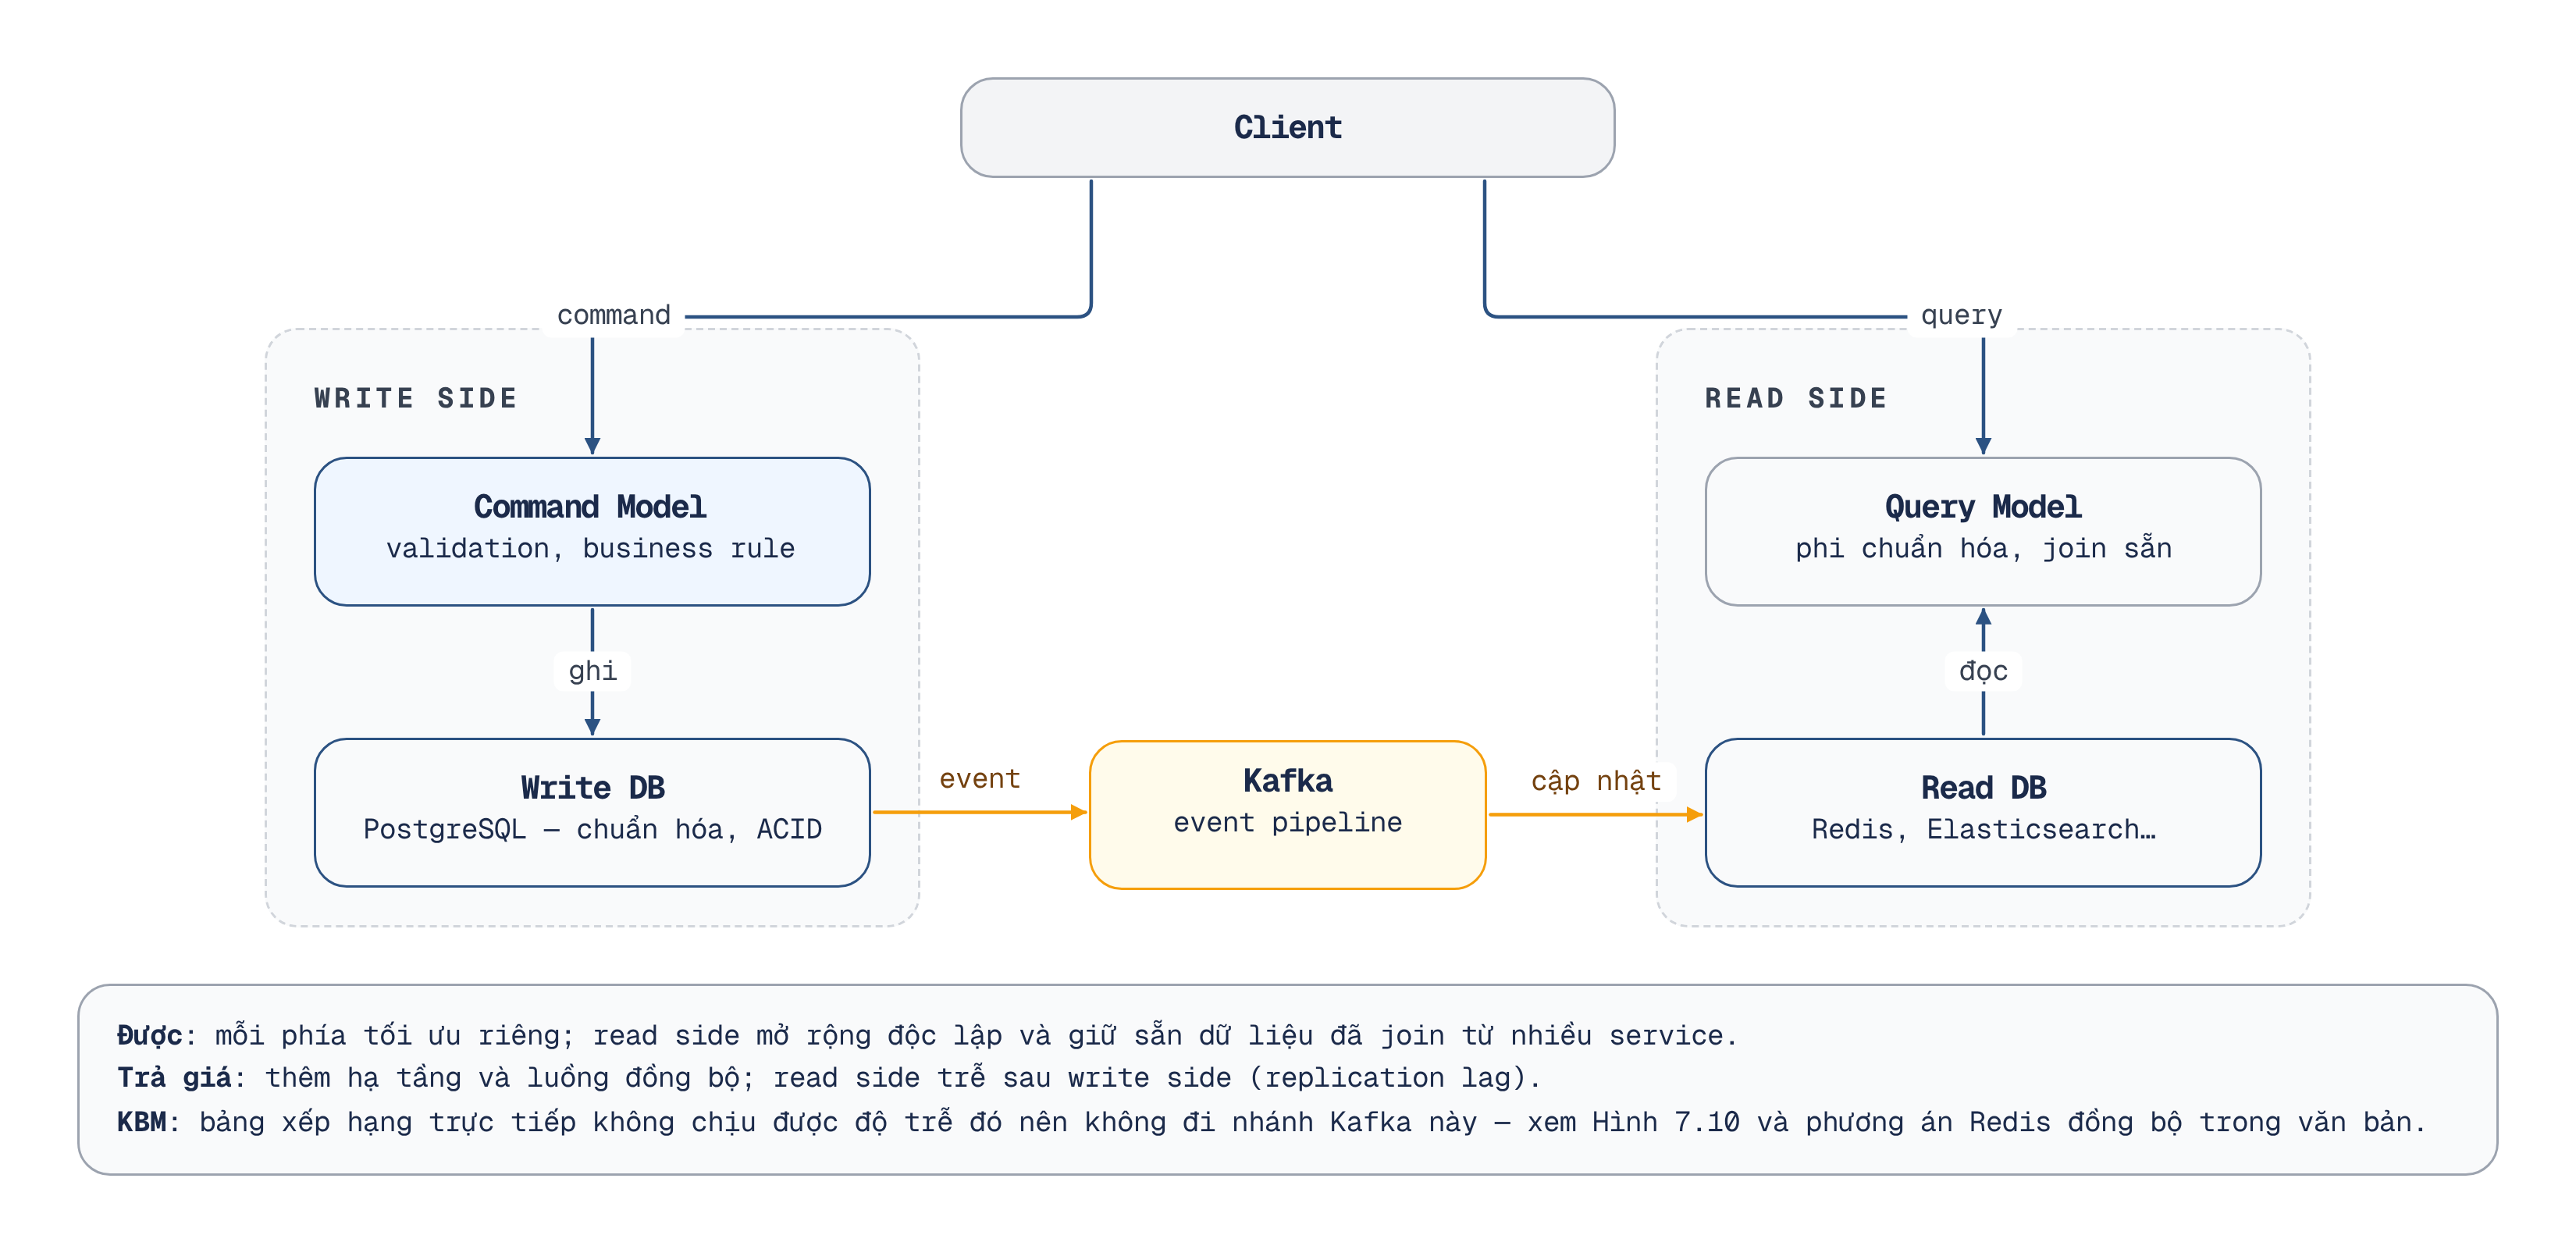 Client
command
query
WRITE SIDE
READ SIDE
Command Model
validation, business rule
Query Model
phi chuẩn hóa, join sẵn
ghi
đọc
Write DB
PostgreSQL — chuẩn hóa, ACID
event
Kafka
event pipeline
cập nhật
Read DB
Redis, Elasticsearch…
Được: mỗi phía tối ưu riêng; read side mở rộng độc lập và giữ sẵn dữ liệu đã join từ nhiều service.
Trả giá: thêm hạ tầng và luồng đồng bộ; read side trễ sau write side (replication lag).
KBM: bảng xếp hạng trực tiếp không chịu được độ trễ đó nên không đi nhánh Kafka này — xem Hình 7.10 và phương án Redis đồng bộ trong văn bản.